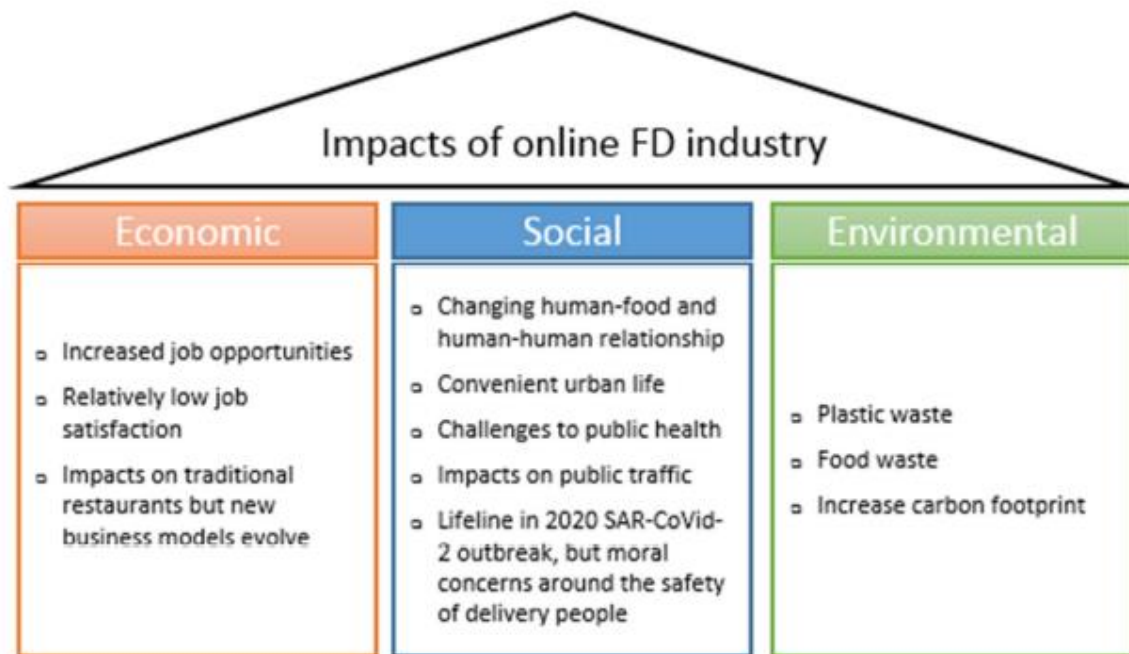 Impacts of online FD industry
Economic
Increased job opportunities
Relatively low job
satisfaction
Impacts on traditional
restaurants but new
business models evolve
Social
Changing human-food and
human-human relationship
Convenient urban life
Challenges to public health
Impacts on public traffic
Lifeline in 2020 SAR-CoVid-
2 outbreak, but moral
concerns around the safety
of delivery people
Environmental
Plastic waste
Food waste
Increase carbon footprint